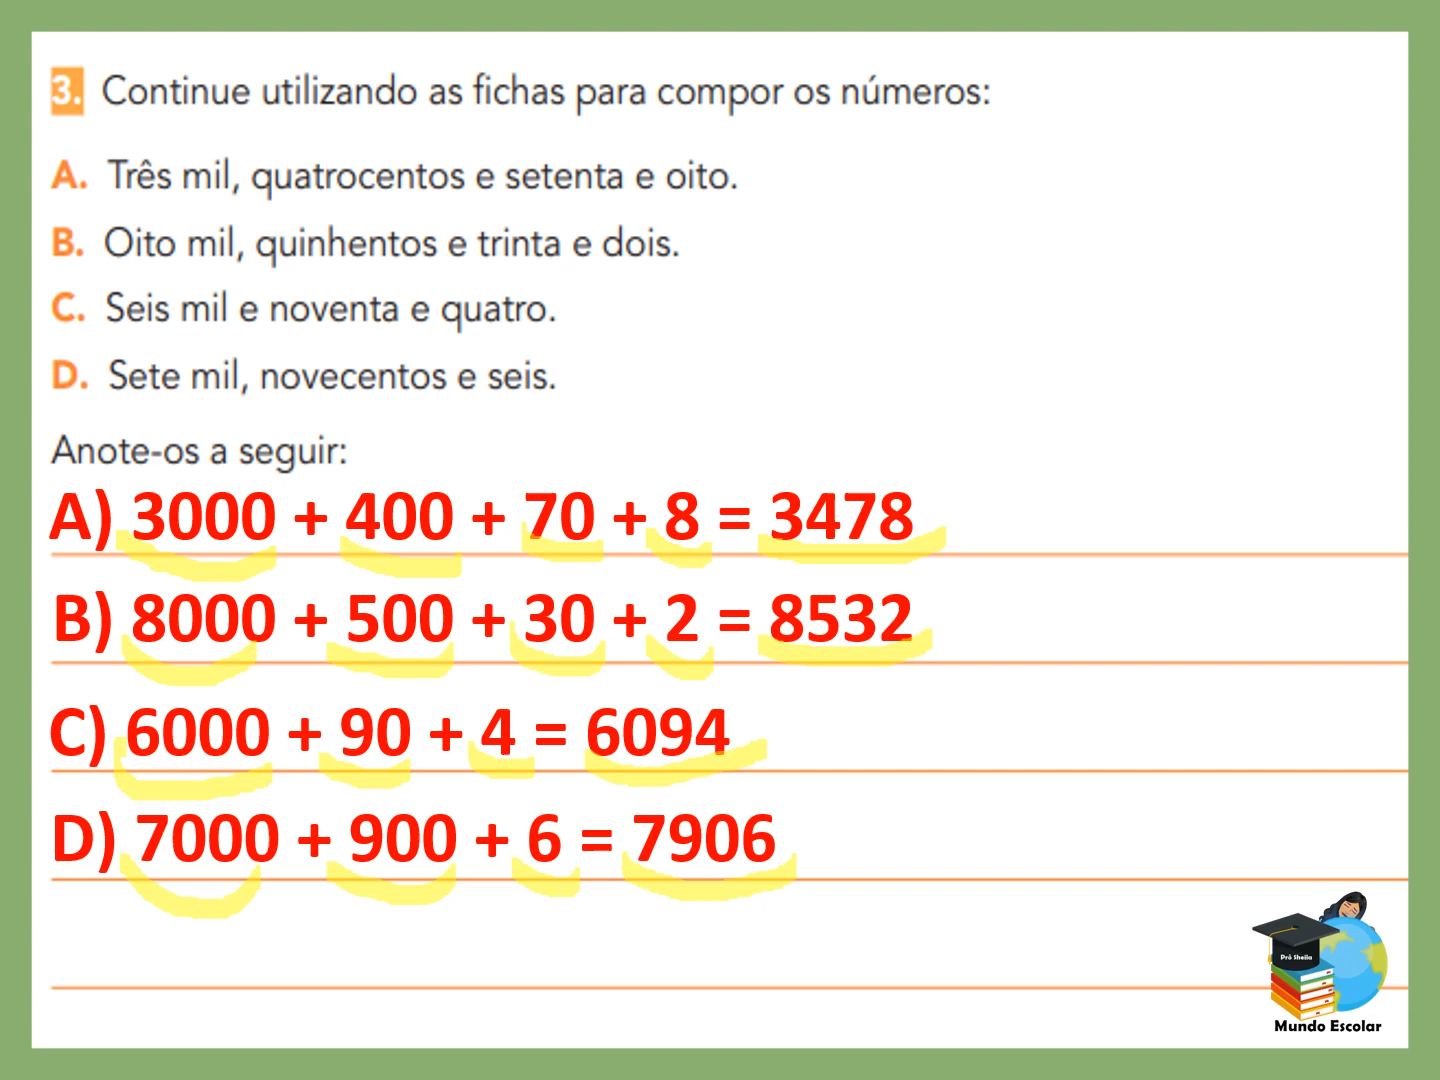 3. Continue utilizando as fichas para compor os números:
A. Três mil, quatrocentos e setenta e oito.
B. Oito mil, quinhentos e trinta e dois.
C. Seis mil e noventa e quatro.
D. Sete mil, novecentos e seis.
Anote-os a seguir:
A) 3000 + 400 + 70 + 8 = 3478
B) 8000 + 500 + 30 + 2 = 8532
C) 6000 + 90 + 4 = 6094
D) 7000 + 900 + 6 = 7906
Prô Sheila
Mundo Escolar